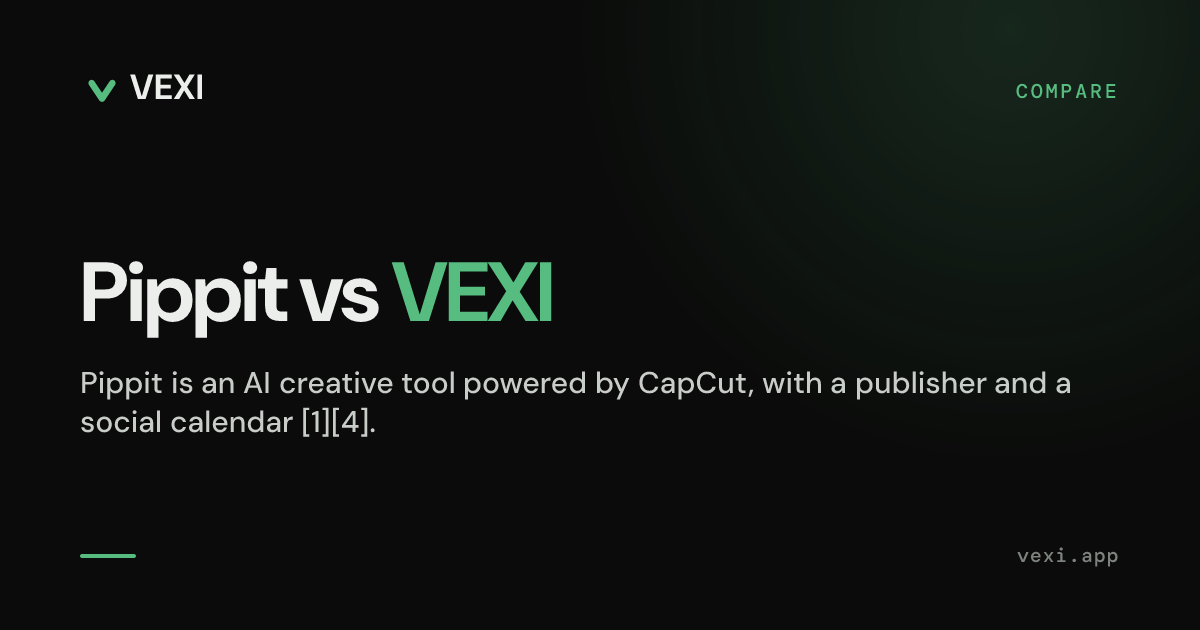 VEXI
COMPARE
Pippit vs VEXI
Pippit is an AI creative tool powered by CapCut, with a publisher and a
social calendar [1][4].
vexi.app